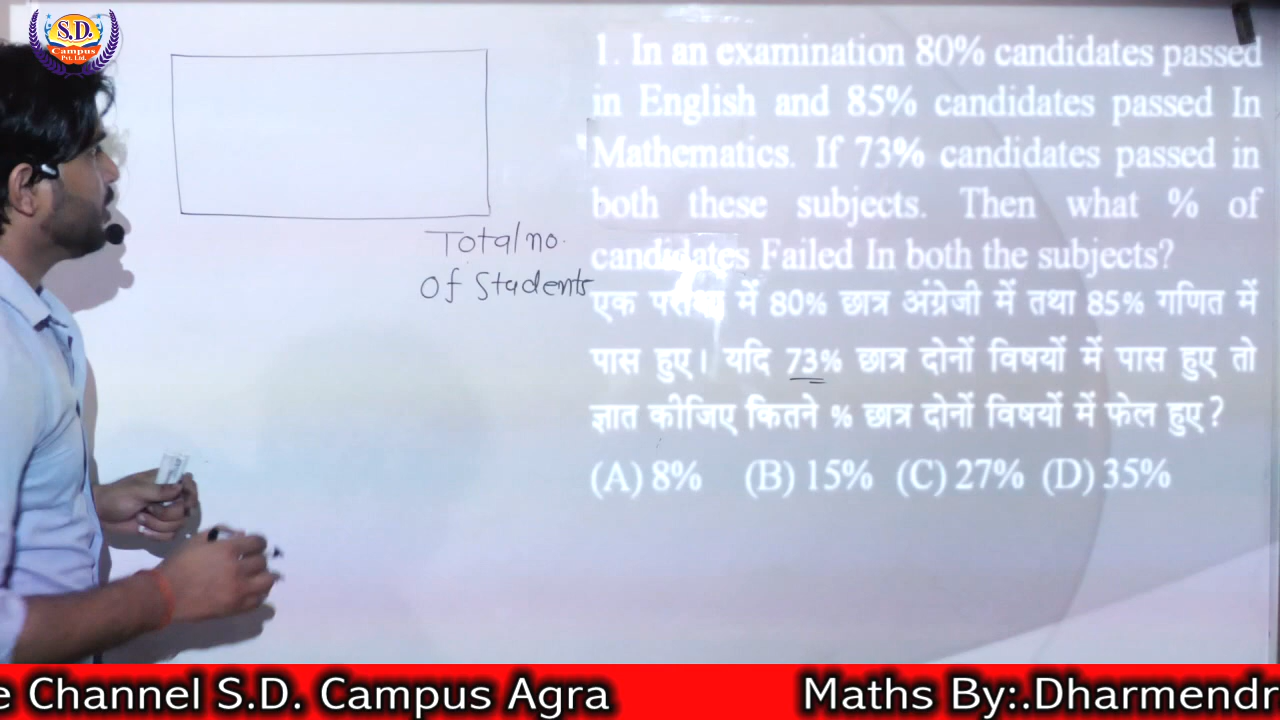 S.D.
Campus
Pvt. Ltd.
Total no.
Of Students
1. In an examination 80% candidates passed
in English and 85% candidates passed In
Mathematics. If 73% candidates passed in
both these subjects. Then what % of
candidates Failed In both the subjects?
एक में 80% छात्र अंग्रेजी में तथा 85% गणित में
पास हुए। यदि 73% छात्र दोनों विषयों में पास हुए तो
ज्ञात कीजिए कितने % छात्र दोनों विषयों में फेल हुए?
(A) 8% (B) 15% (C) 27% (D) 35%
e Channel S.D. Campus Agra Maths By:.Dharmendr